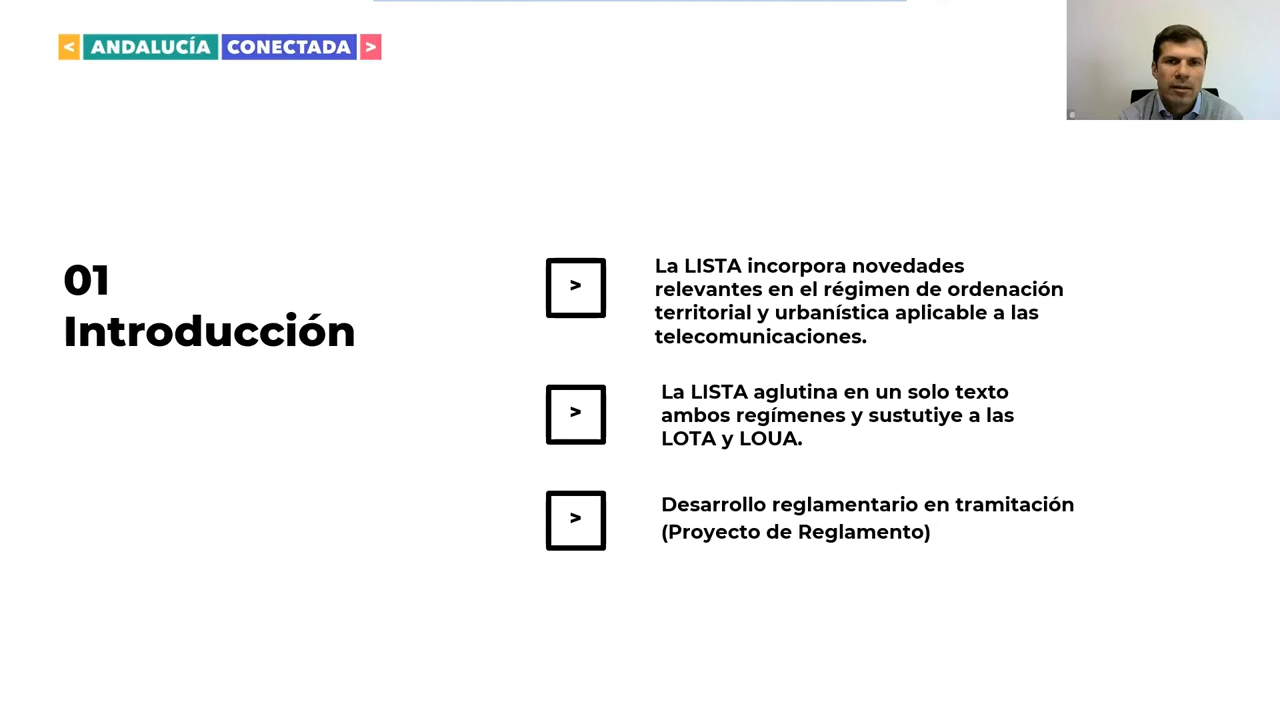 < ANDALUCÍA CONECTADA >
01
Introducción
> La LISTA incorpora novedades
relevantes en el régimen de ordenación
territorial y urbanística aplicable a las
telecomunicaciones.
> La LISTA aglutina en un solo texto
ambos regímenes y sustutiye a las
LOTA y LOUA.
> Desarrollo reglamentario en tramitación
(Proyecto de Reglamento)